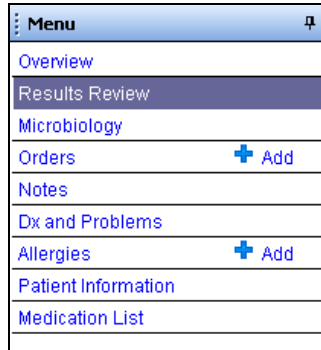 Menu
Overview
Results Review
Microbiology
Orders Add
Notes
Dx and Problems
Allergies Add
Patient Information
Medication List